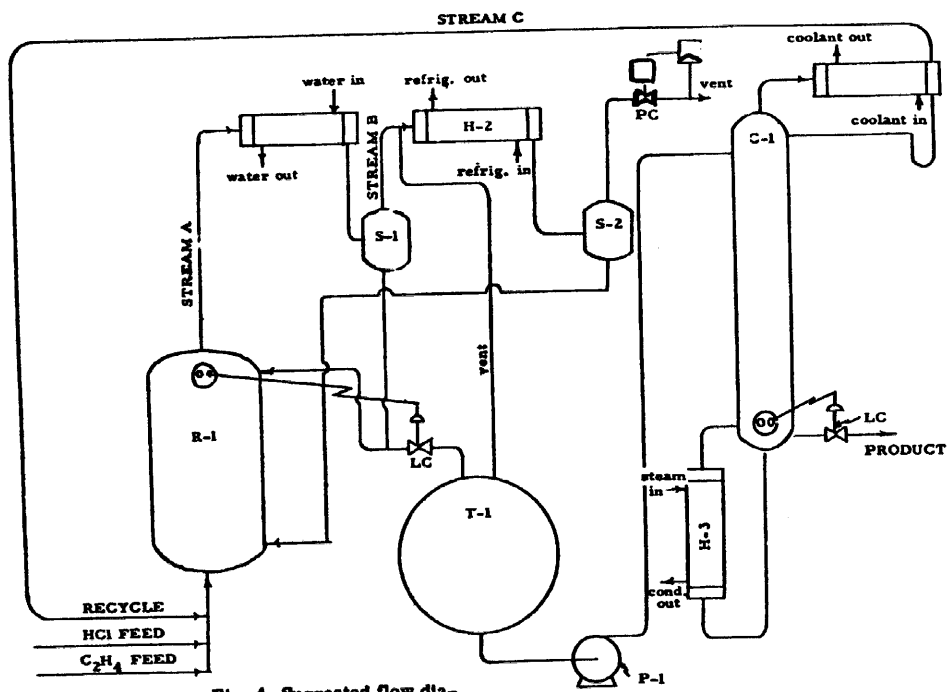 STREAM C
coolant out
refrig. out
water in
vent
PC
H-2
C-1
coolant in
STREAM B
water out
refrig. in
S-1
S-2
STREAM A
vent
R-1
LC
LC
PRODUCT
T-1
steam
in
H-3
cond.
out
RECYCLE
HCl FEED
C2H4 FEED
P-1
Fig. 4. Suggested flow dia-